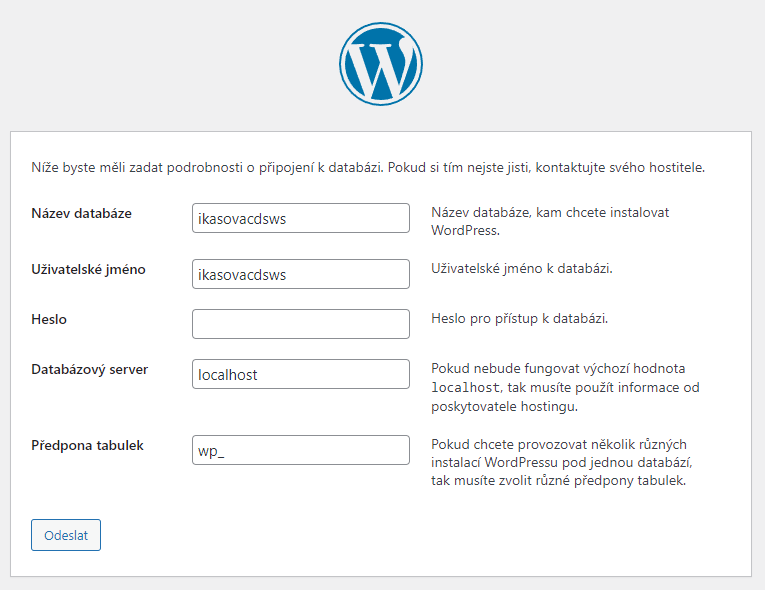 Níže byste měli zadat podrobnosti o připojení k databázi. Pokud si tím nejste jisti, kontaktujte svého hostitele.
Název databáze
ikasovacdsws
Název databáze, kam chcete instalovat
WordPress.
Uživatelské jméno
ikasovacdsws
Uživatelské jméno k databázi.
Heslo
Heslo pro přístup k databázi.
Databázový server
localhost
Pokud nebude fungovat výchozí hodnota
localhost, tak musíte použít informace od
poskytovatele hostingu.
Předpona tabulek
wp_
Pokud chcete provozovat několik různých
instalací WordPressu pod jednou databází,
tak musíte zvolit různé předpony tabulek.
Odeslat